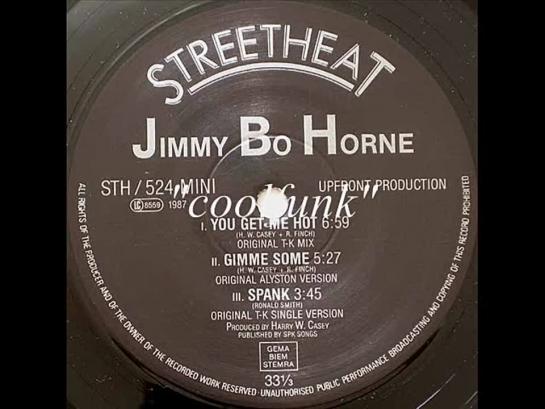 STREETHEAT
JIMMY BO HORNE
STH / 524 MINI
UPFRONT PRODUCTION
LC 8559 1987
"coolfunk"
I. YOU GET ME HOT 6:59
(H. W. CASEY + R. FINCH)
ORIGINAL T-K MIX
II. GIMME SOME 5:27
(H. W. CASEY + R. FINCH)
ORIGINAL ALYSTON VERSION
III. SPANK 3:45
(RONALD SMITH)
ORIGINAL T-K SINGLE VERSION
PRODUCED BY HARRY W. CASEY
PUBLISHED BY SPK SONGS
GEMA
BIEM
STEMRA
33⅓
ALL RIGHTS OF THE PRODUCER AND OF THE OWNER OF THE RECORDED WORK RESERVED · UNAUTHORISED PUBLIC PERFORMANCE BROADCASTING AND COPYING OF THIS RECORD PROHIBITED